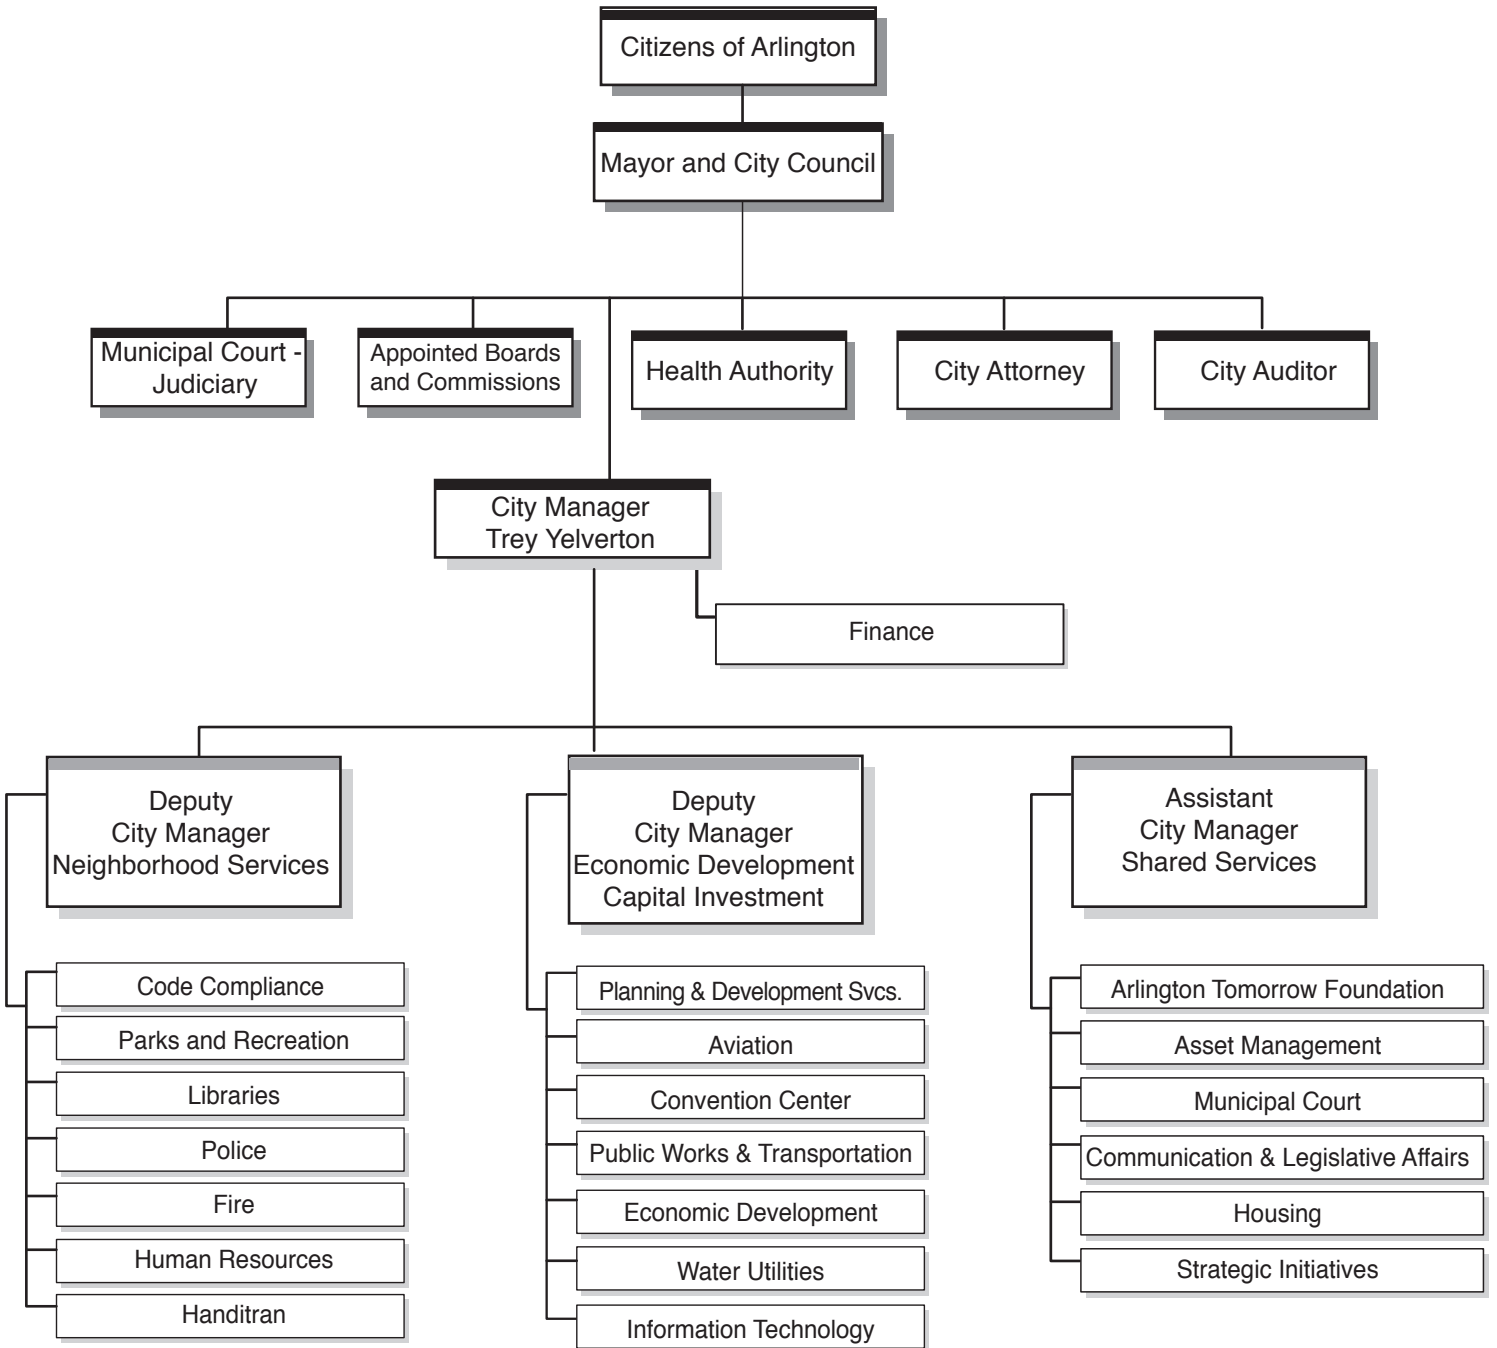 Citizens of Arlington
Mayor and City Council
Municipal Court -
Judiciary
Appointed Boards
and Commissions
Health Authority
City Attorney
City Auditor
City Manager
Trey Yelverton
Finance
Deputy
City Manager
Neighborhood Services
Code Compliance
Parks and Recreation
Libraries
Police
Fire
Human Resources
Handitran
Deputy
City Manager
Economic Development
Capital Investment
Planning & Development Svcs.
Aviation
Convention Center
Public Works & Transportation
Economic Development
Water Utilities
Information Technology
Assistant
City Manager
Shared Services
Arlington Tomorrow Foundation
Asset Management
Municipal Court
Communication & Legislative Affairs
Housing
Strategic Initiatives